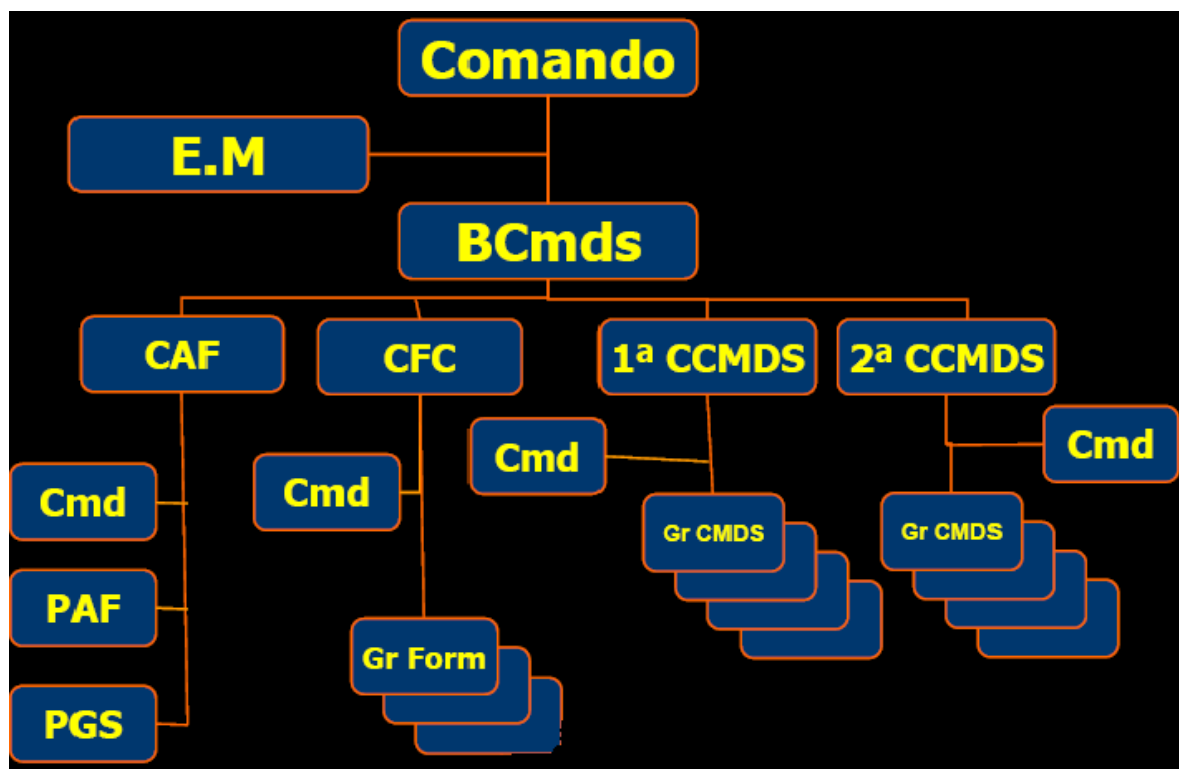 Comando
E.M
BCmds
CAF
CFC
1ª CCMDS
2ª CCMDS
Cmd
Cmd
Cmd
Cmd
PAF
PGS
Gr Form
Gr CMDS
Gr CMDS